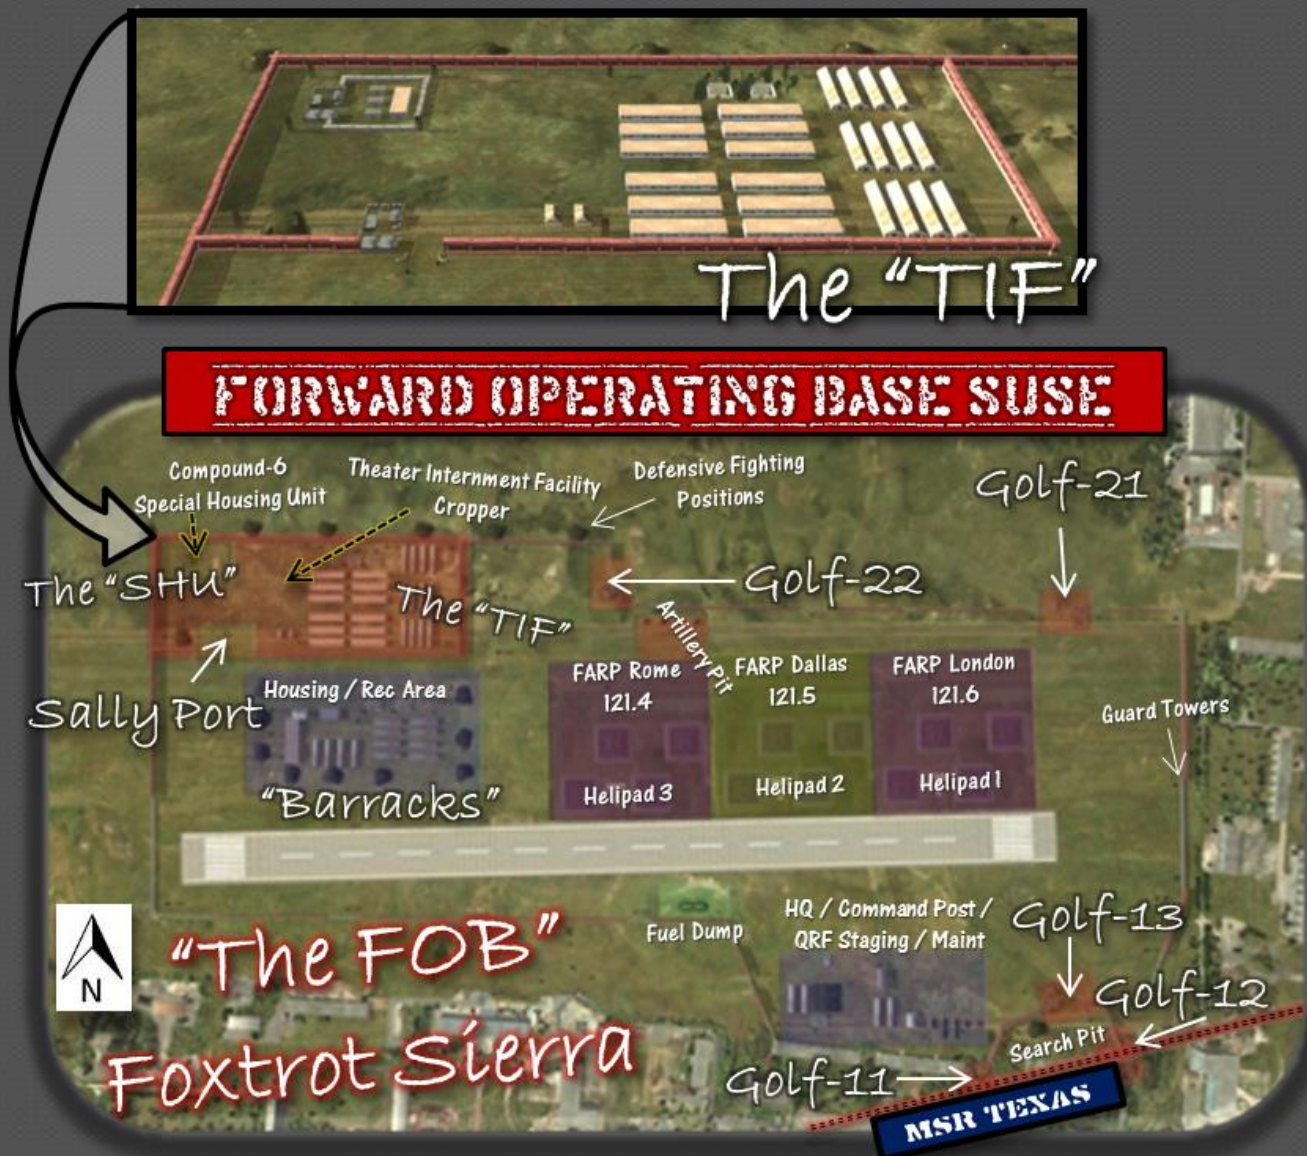 The "TIF"
FORWARD OPERATING BASE SUSE
Compound-6
Special Housing Unit
Theater Internment Facility
Cropper
Defensive Fighting
Positions
Golf-21
The "SHU"
The "TIF"
Golf-22
Artillery Pit
Sally Port
Housing / Rec Area
"Barracks"
FARP Rome
121.4
Helipad 3
FARP Dallas
121.5
Helipad 2
FARP London
121.6
Helipad 1
Guard Towers
N
"The FOB"
Foxtrot Sierra
Fuel Dump
HQ / Command Post /
QRF Staging / Maint
Golf-13
Golf-12
Search Pit
Golf-11
MSR TEXAS